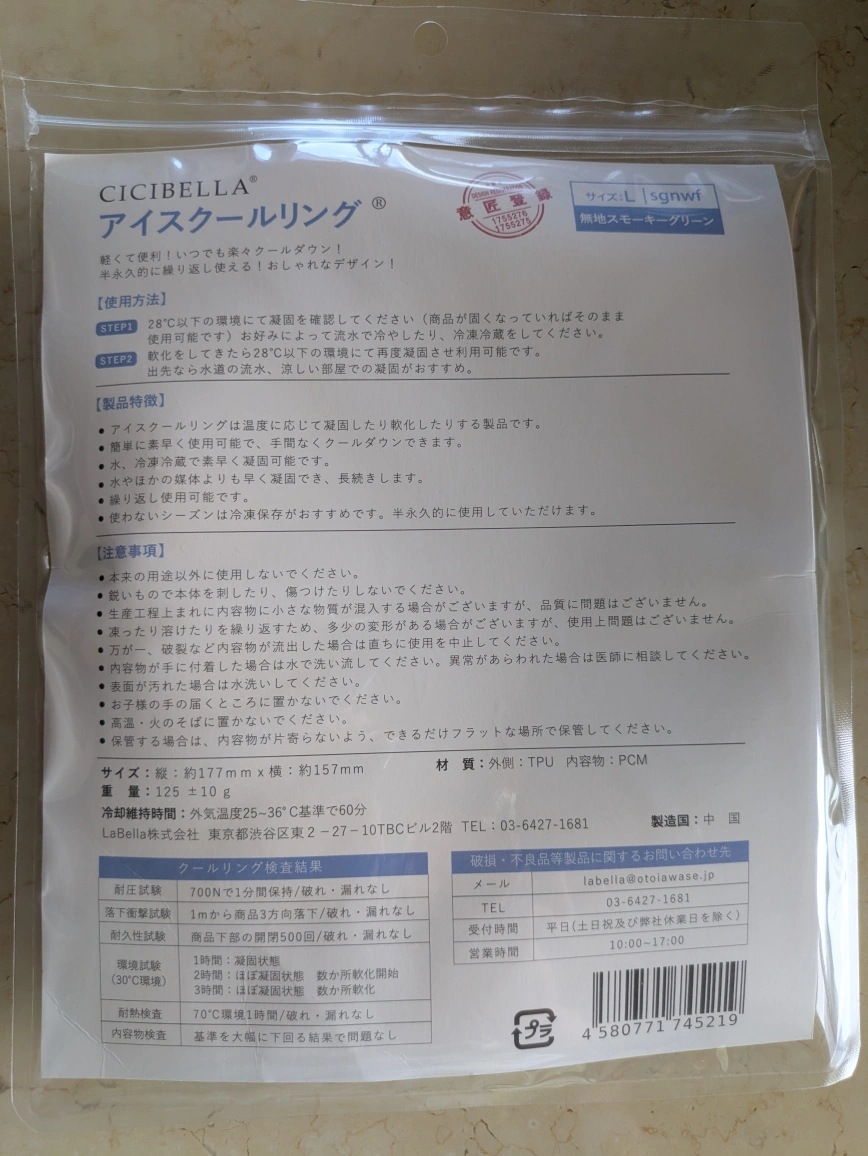 CICIBELLA®
アイスクールリング®
軽くて便利！いつでも楽々クールダウン！
半永久的に繰り返し使える！おしゃれなデザイン！
意匠登録
1755276
1755275
サイズ：L | sgnwf
無地スモーキーグリーン
【使用方法】
STEP1 28℃以下の環境にて凝固を確認してください（商品が固くなっていればそのまま
使用可能です）お好みによって流水で冷やしたり、冷凍冷蔵をしてください。
STEP2 軟化をしてきたら28℃以下の環境にて再度凝固させ利用可能です。
出先なら水道の流水、涼しい部屋での凝固がおすすめ。
【製品特徴】
● アイスクールリングは温度に応じて凝固したり軟化したりする製品です。
● 簡単に素早く使用可能で、手間なくクールダウンできます。
● 水、冷凍冷蔵で素早く凝固可能です。
● 水やほかの媒体よりも早く凝固でき、長続きします。
● 繰り返し使用可能です。
● 使わないシーズンは冷凍保存がおすすめです。半永久的に使用していただけます。
【注意事項】
● 本来の用途以外に使用しないでください。
● 鋭いもので本体を刺したり、傷つけたりしないでください。
● 生産工程上まれに内容物に小さな物質が混入する場合がございますが、品質に問題はございません。
● 凍ったり溶けたりを繰り返すため、多少の変形がある場合がございますが、使用上問題はございません。
● 万が一、破裂など内容物が流出した場合は直ちに使用を中止してください。
● 内容物が手に付着した場合は水で洗い流してください。異常があらわれた場合は医師に相談してください。
● 表面が汚れた場合は水洗いしてください。
● お子様の手の届くところに置かないでください。
● 高温・火のそばに置かないでください。
● 保管する場合は、内容物が片寄らないよう、できるだけフラットな場所で保管してください。
サイズ：縦：約177mm x 横：約157mm 材 質：外側：TPU 内容物：PCM
重 量：125 ±10 g
冷却維持時間：外気温度25~36°C基準で60分
LaBella株式会社 東京都渋谷区東２−27−10TBCビル2階 TEL：03-6427-1681 製造国：中 国
クールリング検査結果
耐圧試験 700Nで1分間保持/破れ・漏れなし
落下衝撃試験 1mから商品3方向落下/破れ・漏れなし
耐久性試験 商品下部の開閉500回/破れ・漏れなし
環境試験
(30℃環境)
1時間：凝固状態
2時間：ほぼ凝固状態 数か所軟化開始
3時間：ほぼ凝固状態 数か所軟化
耐熱検査 70℃環境1時間/破れ・漏れなし
内容物検査 基準を大幅に下回る結果で問題なし
破損・不良品等製品に関するお問い合わせ先
メール labella@otoiawase.jp
TEL 03-6427-1681
受付時間 平日(土日祝及び弊社休業日を除く)
営業時間 10:00~17:00
プラ
4 580771 745219